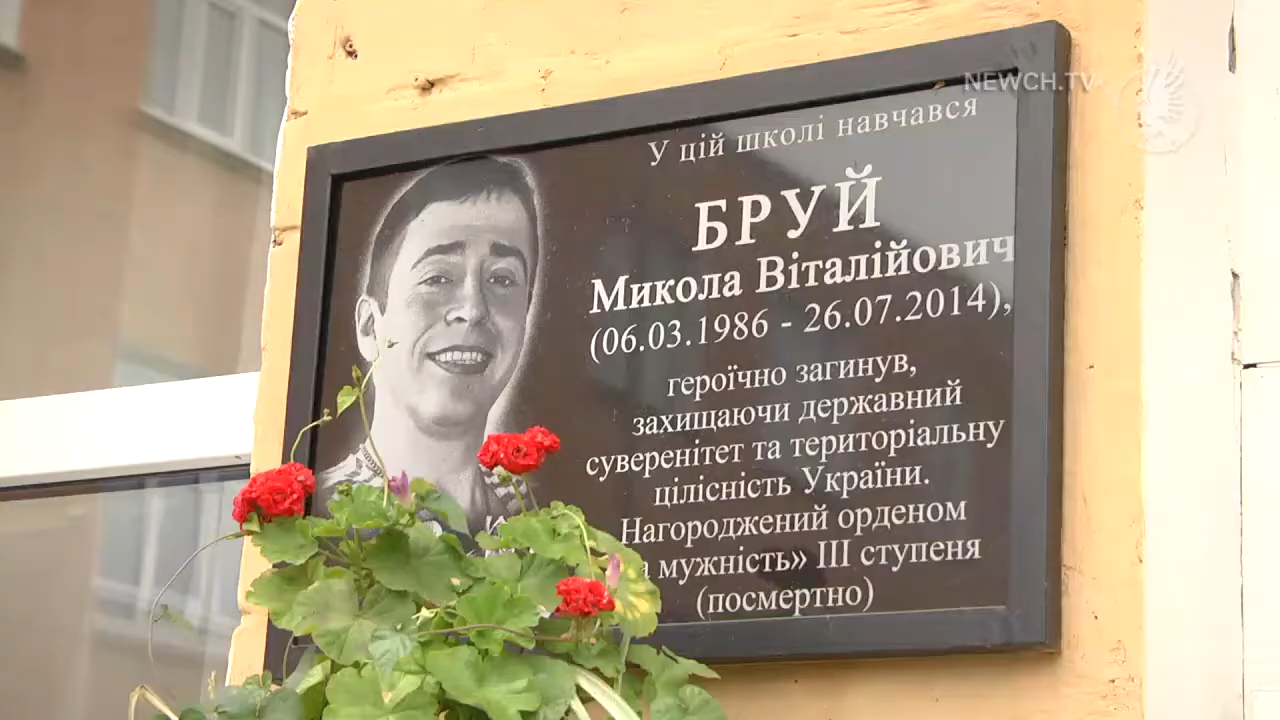 NEWCH.TV
У цій школі навчався
БРУЙ
Микола Віталійович
(06.03.1986 - 26.07.2014),
героїчно загинув,
захищаючи державний
суверенітет та територіальну
цілісність України.
Нагороджений орденом
мужність» ІІІ ступеня
(посмертно)